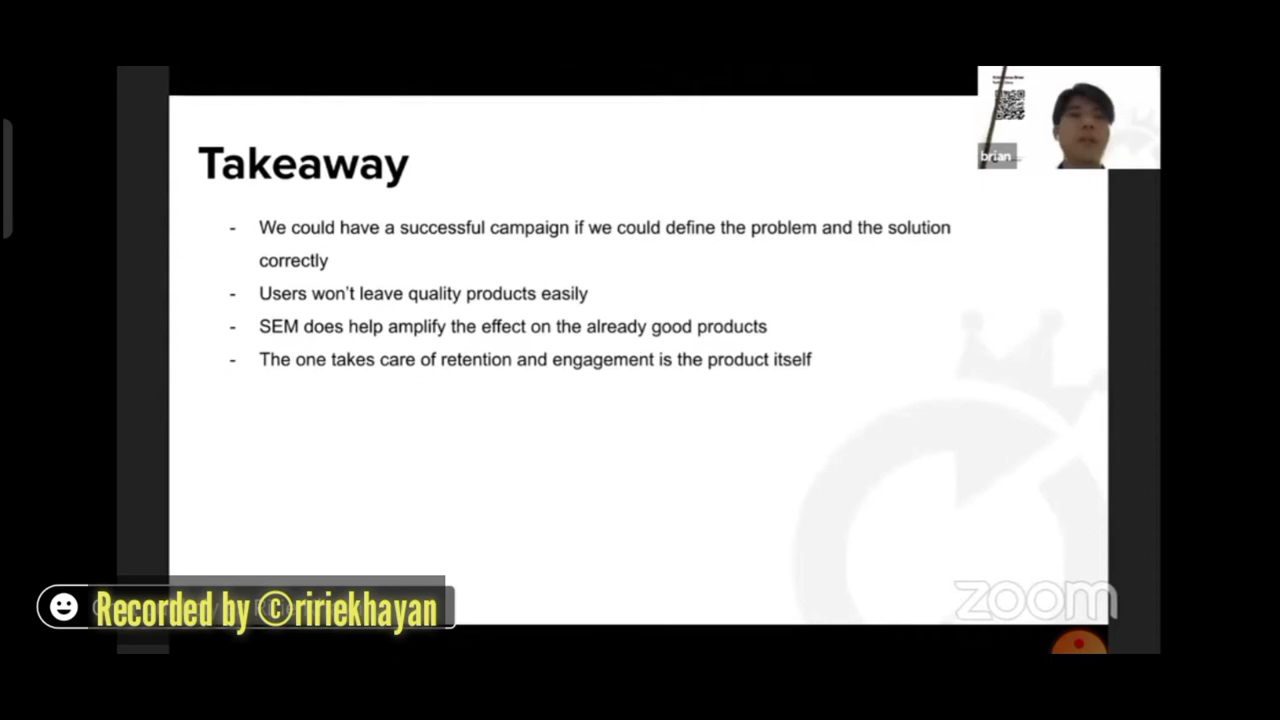 Takeaway
- We could have a successful campaign if we could define the problem and the solution
correctly
- Users won't leave quality products easily
- SEM does help amplify the effect on the already good products
- The one takes care of retention and engagement is the product itself
brian
zoom
Recorded by ©ririekhayan